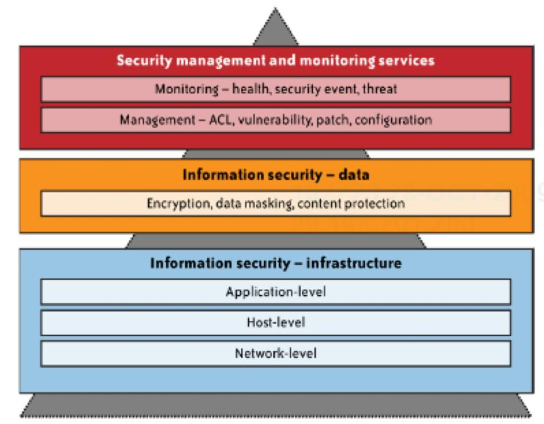 Security management and monitoring services
Monitoring – health, security event, threat
Management – ACL, vulnerability, patch, configuration
Information security – data
Encryption, data masking, content protection
Information security – infrastructure
Application-level
Host-level
Network-level